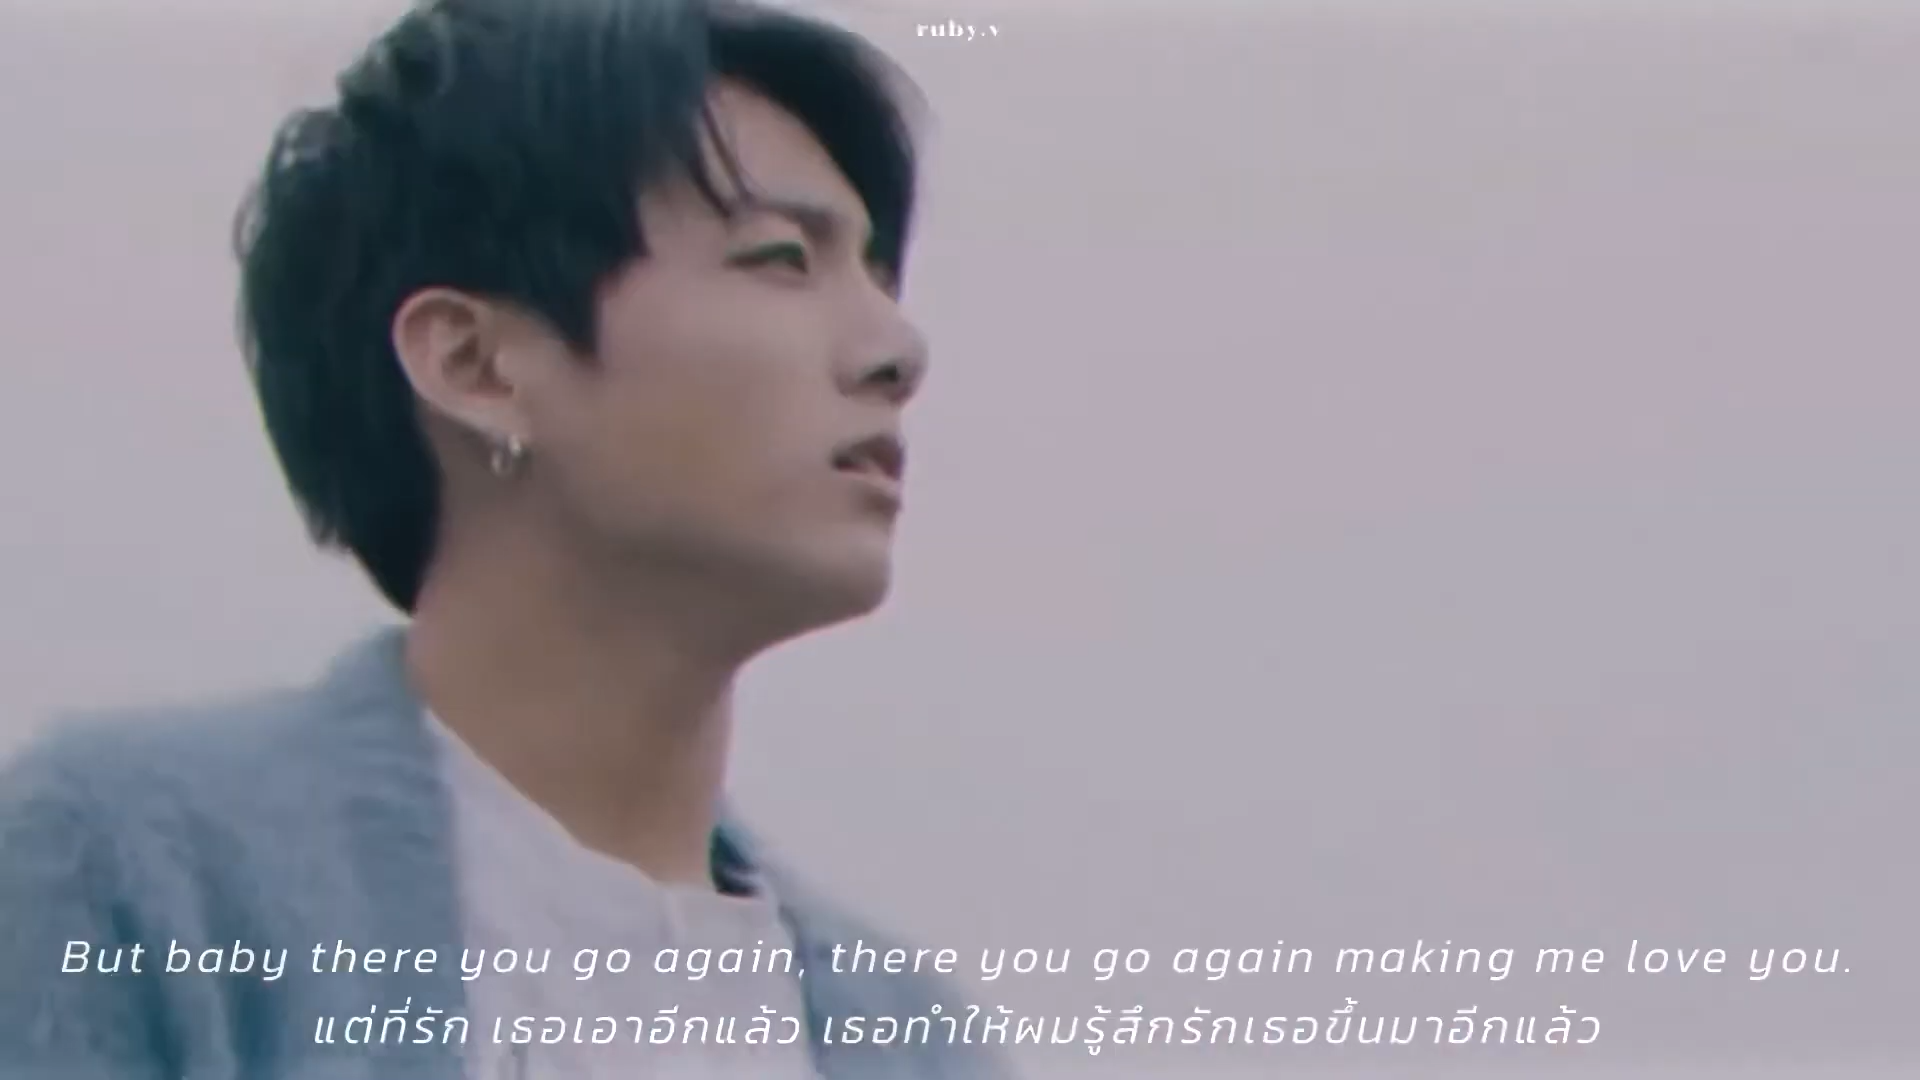 ruby.v
But baby there you go again, there you go again making me love you.
แต่ที่รัก เธอเอาอีกแล้ว เธอทำให้ผมรู้สึกรักเธอขึ้นมาอีกแล้ว